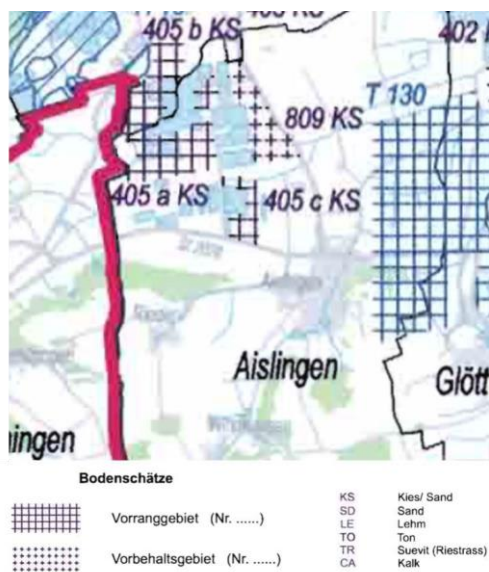 405 b KS
402
T 130
809 KS
405 a KS
405 c KS
Aislingen
Glött
ingen
Bodenschätze
Vorranggebiet (Nr. ......)
Vorbehaltsgebiet (Nr. ......)
KS Kies/ Sand
SD Sand
LE Lehm
TO Ton
TR Suevit (Riestrass)
CA Kalk